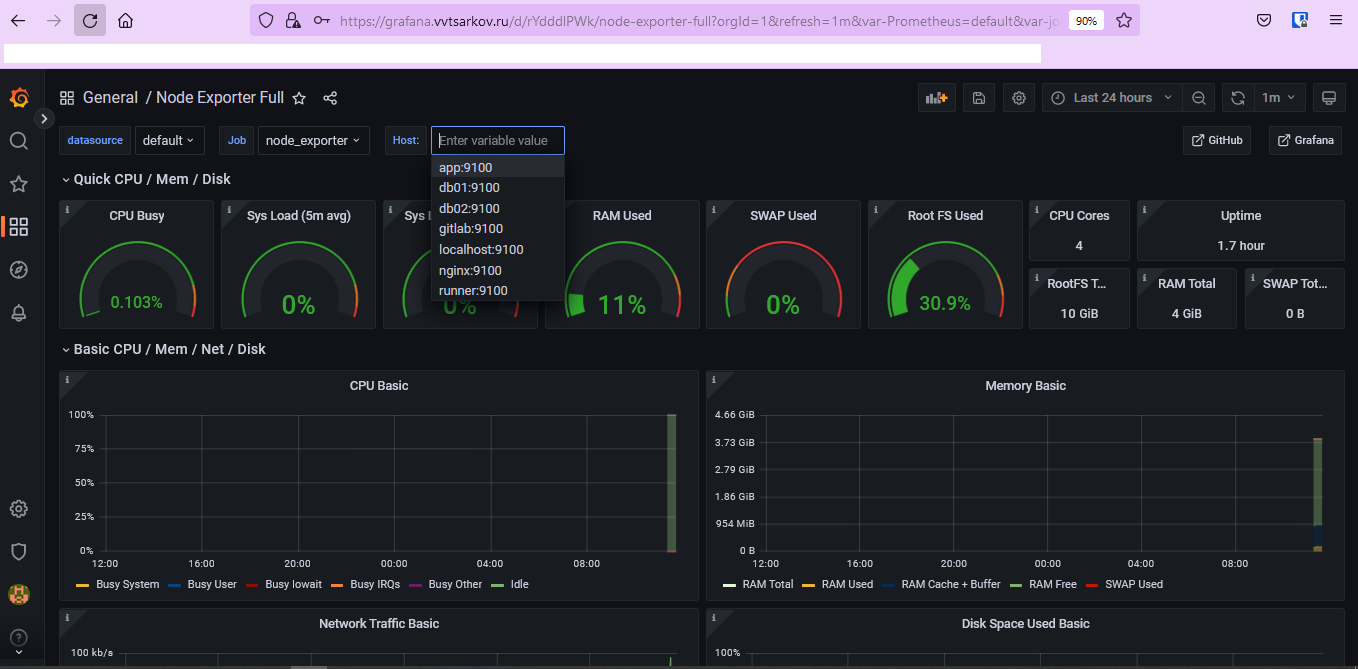 https://grafana.vvtsarkov.ru/d/rYdddlPWk/node-exporter-full?orgId=1&refresh=1m&var-Prometheus=default&var-jo
90%
General / Node Exporter Full
Last 24 hours
1m
datasource default Job node_exporter Host: Enter variable value
GitHub
Grafana
app:9100
db01:9100
db02:9100
gitlab:9100
localhost:9100
nginx:9100
runner:9100
Quick CPU / Mem / Disk
CPU Busy
0.103%
Sys Load (5m avg)
0%
Sys L
0%
RAM Used
11%
SWAP Used
0%
Root FS Used
30.9%
CPU Cores
4
Uptime
1.7 hour
RootFS T...
10 GiB
RAM Total
4 GiB
SWAP Tot...
0 B
Basic CPU / Mem / Net / Disk
CPU Basic
100%
75%
50%
25%
0%
12:00 16:00 20:00 00:00 04:00 08:00
Busy System Busy User Busy Iowait Busy IRQs Busy Other Idle
Memory Basic
4.66 GiB
3.73 GiB
2.79 GiB
1.86 GiB
954 MiB
0 B
12:00 16:00 20:00 00:00 04:00 08:00
RAM Total RAM Used RAM Cache + Buffer RAM Free SWAP Used
Network Traffic Basic
100 kb/s
Disk Space Used Basic
100%